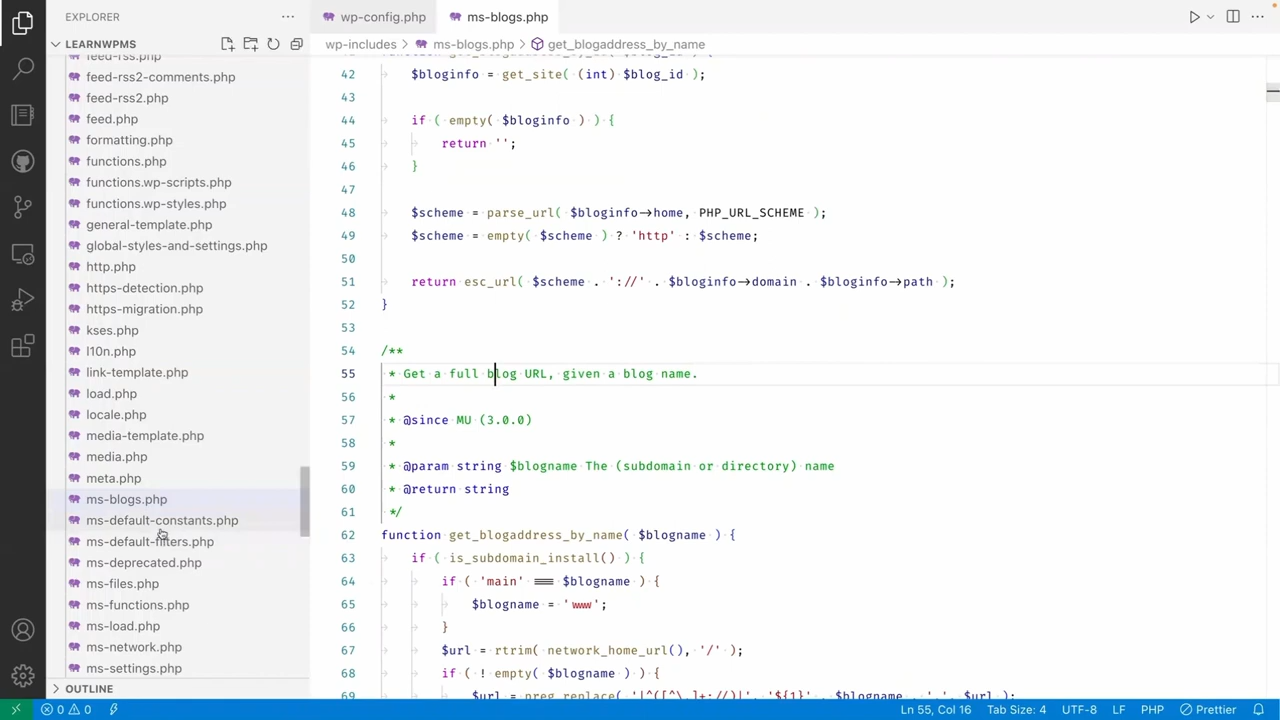 EXPLORER
LEARNWPMS
feed-rss.php
feed-rss2-comments.php
feed-rss2.php
feed.php
formatting.php
functions.php
functions.wp-scripts.php
functions.wp-styles.php
general-template.php
global-styles-and-settings.php
http.php
https-detection.php
https-migration.php
kses.php
l10n.php
link-template.php
load.php
locale.php
media-template.php
media.php
meta.php
ms-blogs.php
ms-default-constants.php
ms-default-filters.php
ms-deprecated.php
ms-files.php
ms-functions.php
ms-load.php
ms-network.php
ms-settings.php
OUTLINE
wp-config.php ms-blogs.php
wp-includes > ms-blogs.php > get_blogaddress_by_name
42 $bloginfo = get_site( (int) $blog_id );
43
44 if ( empty( $bloginfo ) ) {
45 return '';
46 }
47
48 $scheme = parse_url( $bloginfo->home, PHP_URL_SCHEME );
49 $scheme = empty( $scheme ) ? 'http' : $scheme;
50
51 return esc_url( $scheme . '://' . $bloginfo->domain . $bloginfo->path );
52 }
53
54 /**
55 * Get a full blog URL, given a blog name.
56 *
57 * @since MU (3.0.0)
58 *
59 * @param string $blogname The (subdomain or directory) name
60 * @return string
61 */
62 function get_blogaddress_by_name( $blogname ) {
63 if ( is_subdomain_install() ) {
64 if ( 'main' === $blogname ) {
65 $blogname = 'www';
66 }
67 $url = rtrim( network_home_url(), '/' );
68 if ( ! empty( $blogname ) ) {
69 $url = preg_replace( '|^([^\.]+://)|', '${1}' . $blogname . '.', $url );
0 0 Ln 55, Col 16 Tab Size: 4 UTF-8 LF PHP Prettier